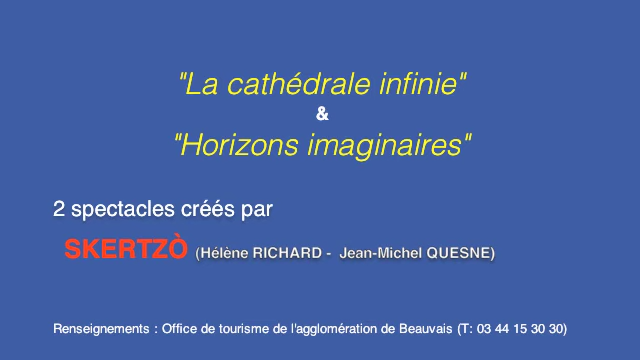 "La cathédrale infinie"
&
"Horizons imaginaires"
2 spectacles créés par
SKERTZÒ (Hélène RICHARD - Jean-Michel QUESNE)
Renseignements : Office de tourisme de l'agglomération de Beauvais (T: 03 44 15 30 30)